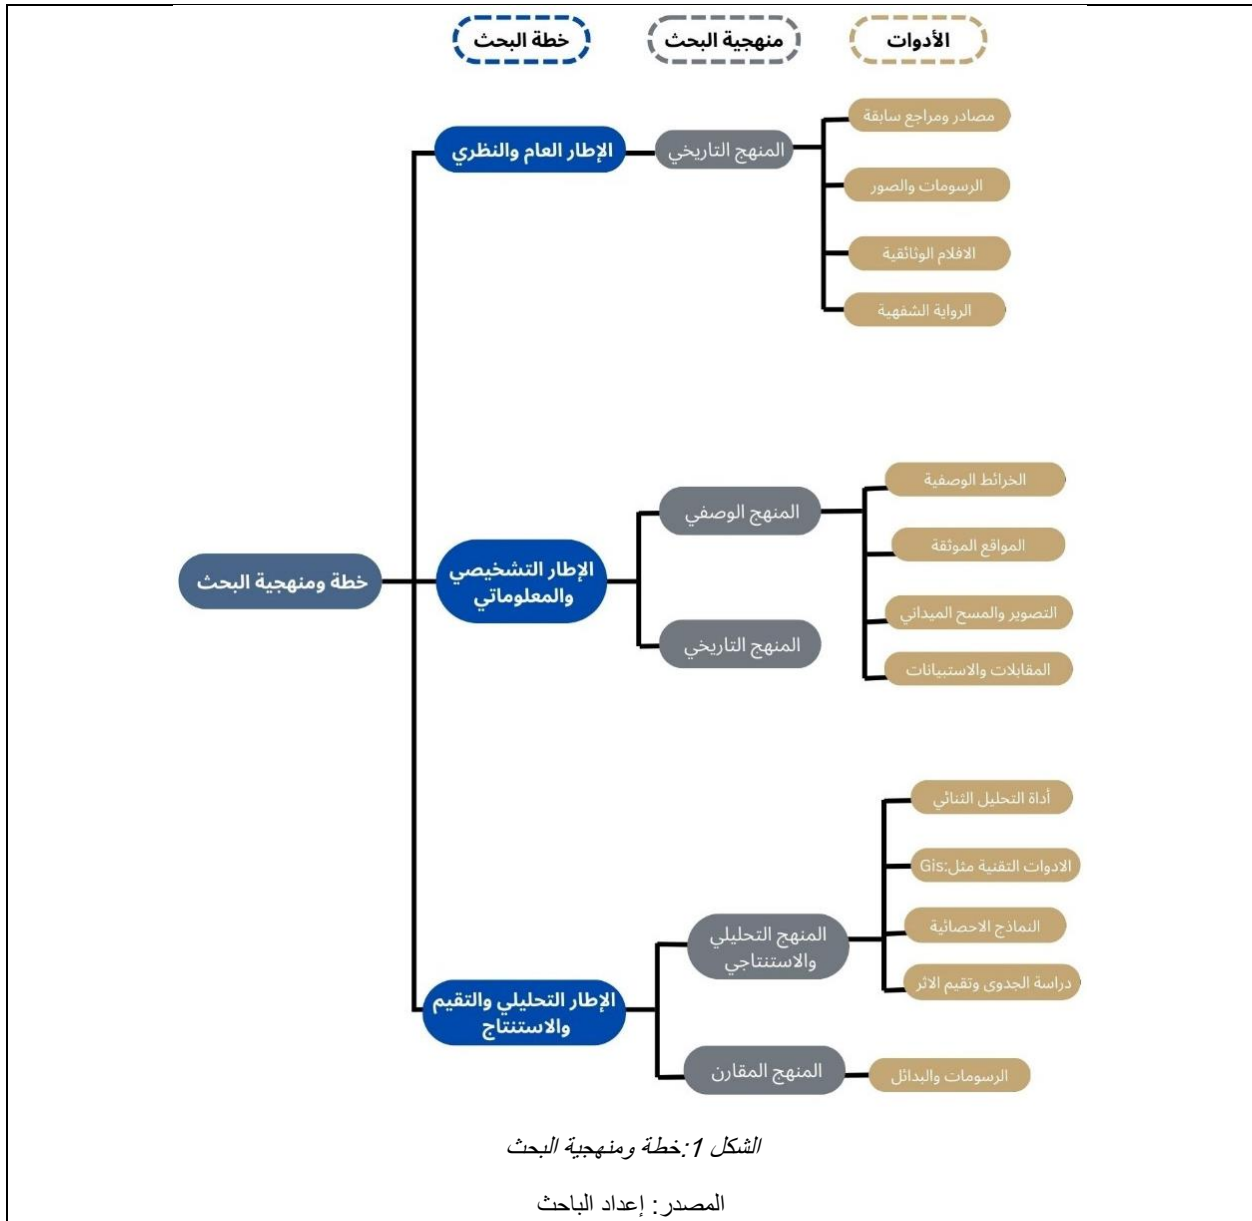 الأدوات
منهجية البحث
خطة البحث
مصادر ومراجع سابقة
الإطار العام والنظري
المنهج التاريخي
الرسومات والصور
الافلام الوثائقية
الرواية الشفهية
الخرائط الوصفية
المنهج الوصفي
المواقع الموثقة
خطة ومنهجية البحث
الإطار التشخيصي
والمعلوماتي
التصوير والمسح الميداني
المنهج التاريخي
المقابلات والاستبيانات
أداة التحليل الثنائي
الادوات التقنية مثل:Gis
النماذج الاحصائية
المنهج التحليلي
والاستنتاجي
دراسة الجدوى وتقيم الاثر
الإطار التحليلي والتقيم
والاستنتاج
المنهج المقارن
الرسومات والبدائل
الشكل 1:خطة ومنهجية البحث
المصدر: إعداد الباحث